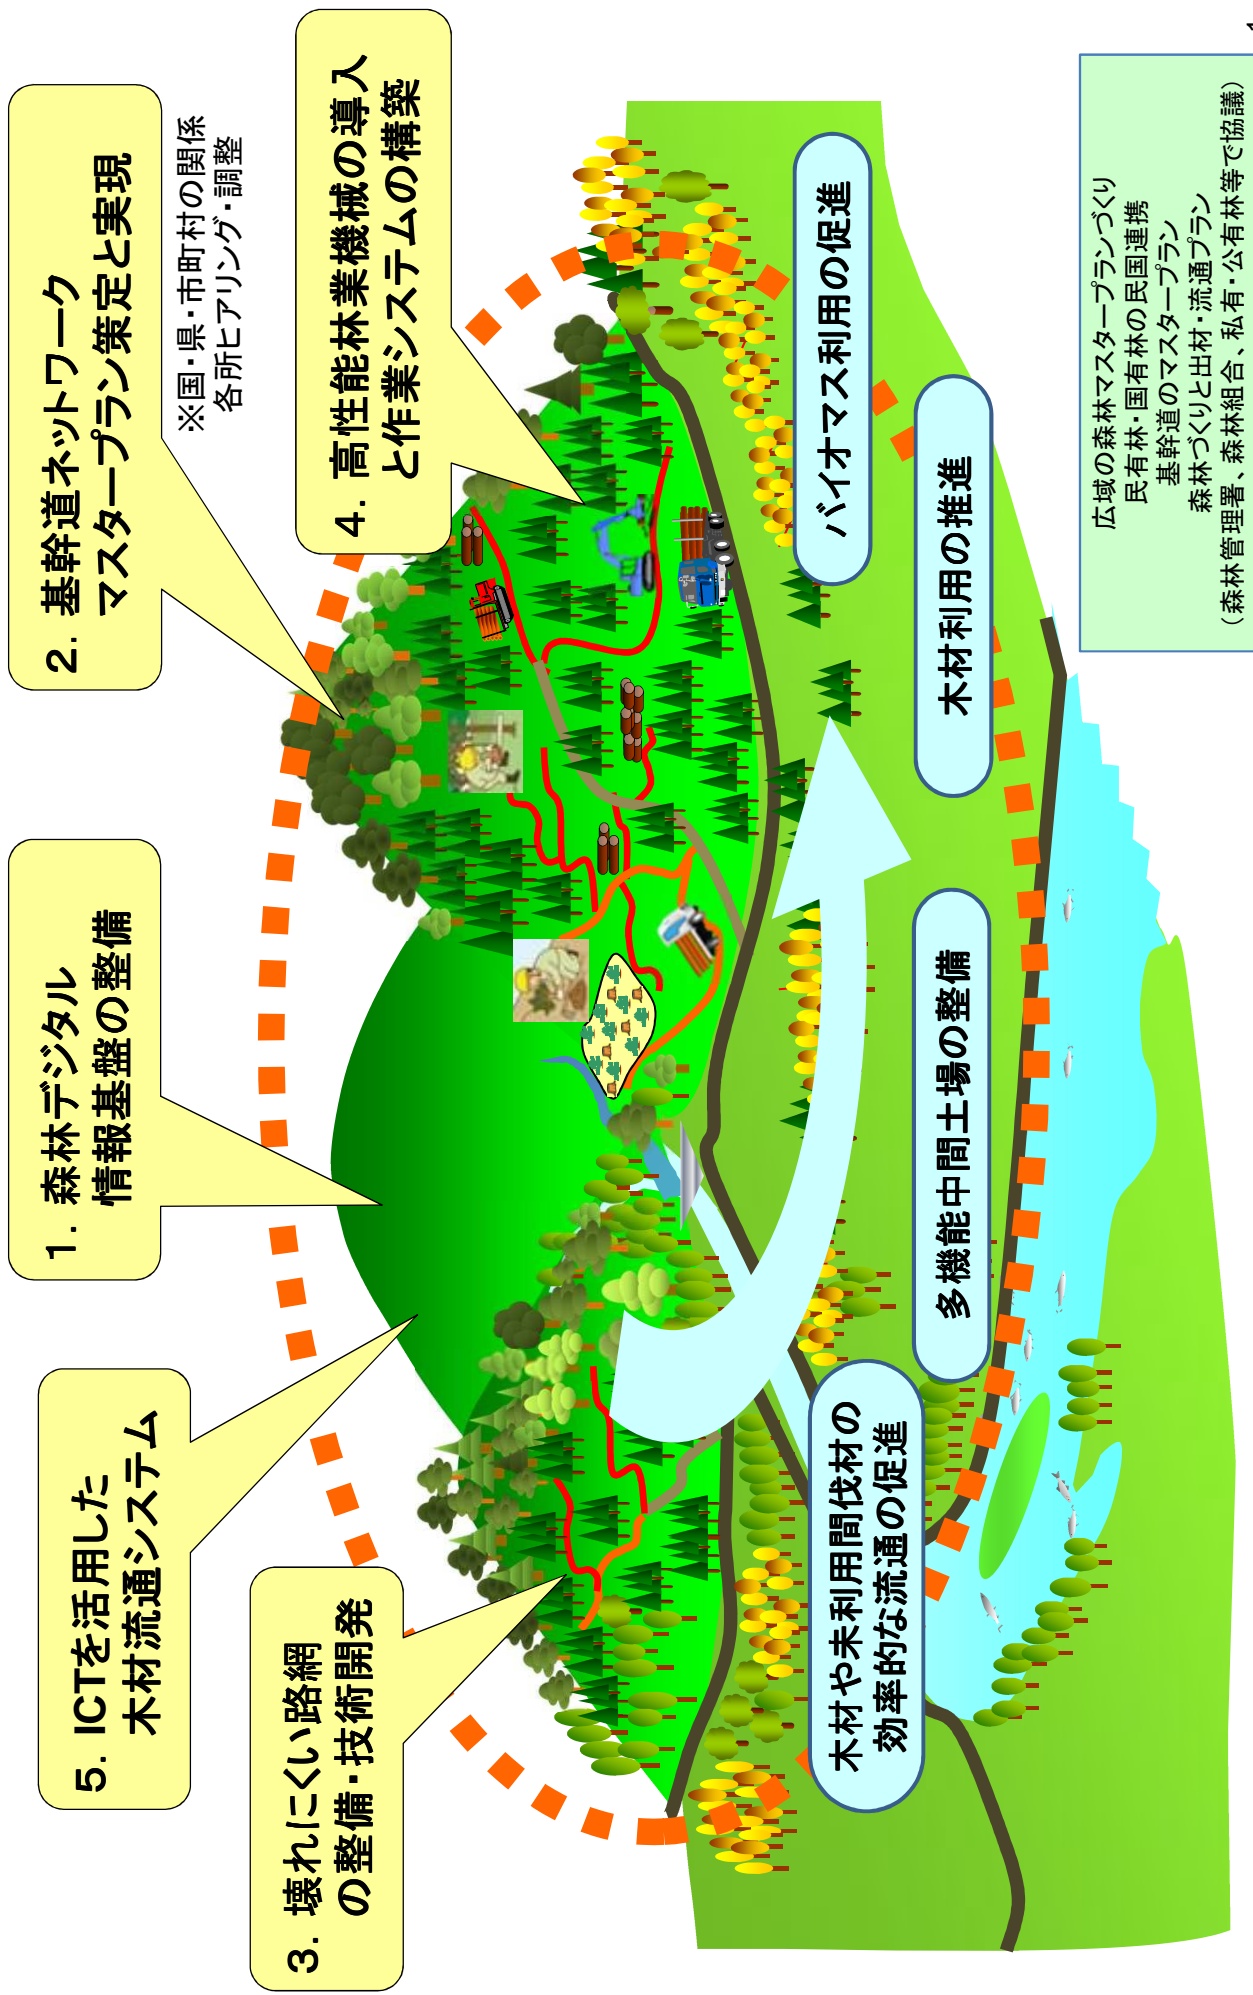 1. 森林デジタル
情報基盤の整備
2. 基幹道ネットワーク
マスタープラン策定と実現
※国・県・市町村の関係
各所ヒアリング・調整
5. ICTを活用した
木材流通システム
3. 壊れにくい路網
の整備・技術開発
4. 高性能林業機械の導入
と作業システムの構築
バイオマス利用の促進
木材や未利用間伐材の
効率的な流通の促進
多機能中間土場の整備
木材利用の推進
広域の森林マスタープランづくり
民有林・国有林の民国連携
基幹道のマスタープラン
森林づくりと出材・流通プラン
（森林管理署、森林組合、私有・公有林等で協議）